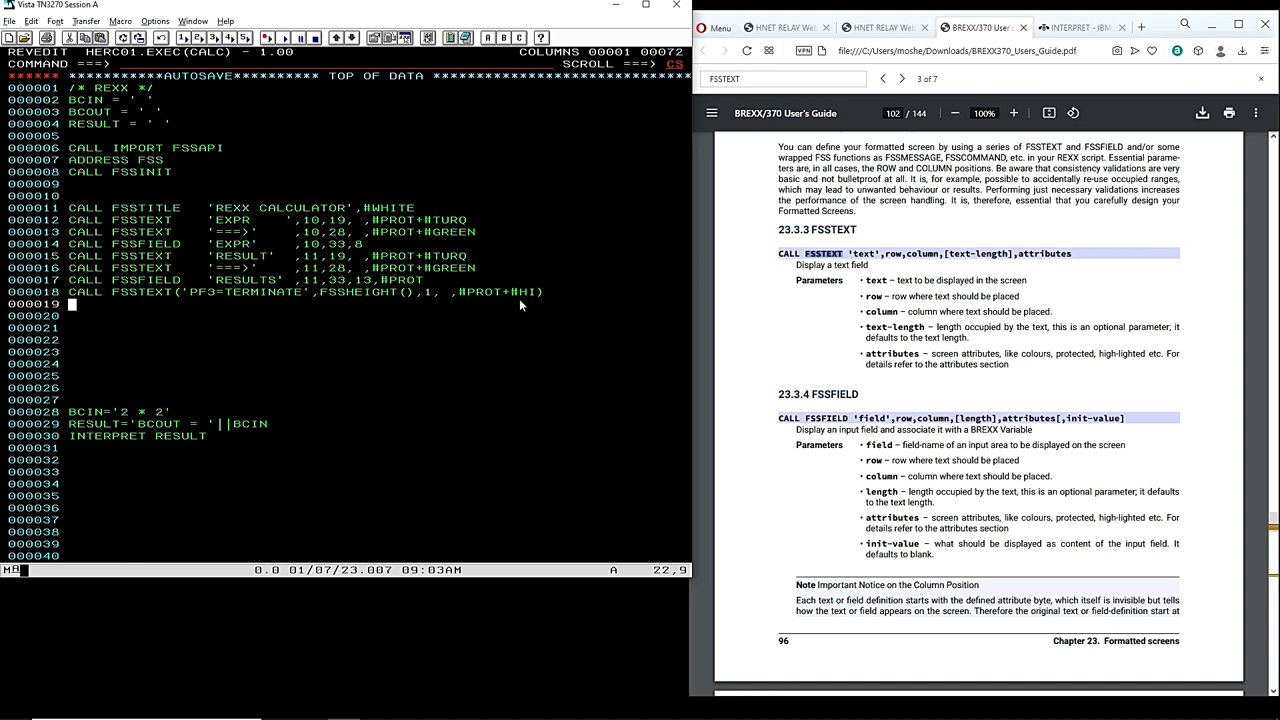 Vista TN3270 Session A
File Edit Font Transfer Macro Options Window Help
REVEDIT HERC01.EXEC(CALC) - 1.00 COLUMNS 00001 00072
COMMAND ===> SCROLL ===> CS
****** *****************AUTOSAVE************ TOP OF DATA **********************************
000001 /* REXX */
000002 BCIN = ' '
000003 BCOUT = ' '
000004 RESULT = ' '
000005
000006 CALL IMPORT FSSAPI
000007 ADDRESS FSS
000008 CALL FSSINIT
000009
000010
000011 CALL FSSTITLE 'REXX CALCULATOR',#WHITE
000012 CALL FSSTEXT 'EXPR ',10,19, ,#PROT+#TURQ
000013 CALL FSSTEXT '===>' ,10,28, ,#PROT+#GREEN
000014 CALL FSSFIELD 'EXPR' ,10,33,8
000015 CALL FSSTEXT 'RESULT' ,11,19, ,#PROT+#TURQ
000016 CALL FSSTEXT '===>' ,11,28, ,#PROT+#GREEN
000017 CALL FSSFIELD 'RESULTS' ,11,33,13,#PROT
000018 CALL FSSTEXT('PF3=TERMINATE',FSSHEIGHT(),1, ,#PROT+#HI)
000019
000020
000021
000022
000023
000024
000025
000026
000027
000028 BCIN='2 * 2'
000029 RESULT='BCOUT = '||BCIN
000030 INTERPRET RESULT
000031
000032
000033
000034
000035
000036
000037
000038
000039
000040
0.0 01/07/23.007 09:03AM A 22,9
Menu HNET RELAY We HNET RELAY We BREXX/370 User's INTERPRET - IBM
VPN file:///C:/Users/moshe/Downloads/BREXX370_Users_Guide.pdf
FSSTEXT 3 of 7
BREXX/370 User's Guide 102 / 144 100%
You can define your formatted screen by using a series of FSSTEXT and FSSFIELD and/or some
wrapped FSS functions as FSSMESSAGE, FSSCOMMAND, etc. in your REXX script. Essential parame-
ters are, in all cases, the ROW and COLUMN positions. Be aware that consistency validations are very
basic and not bulletproof at all. It is, for example, possible to accidentally re-use occupied ranges,
which may lead to unwanted behaviour or results. Performing just necessary validations increases
the performance of the screen handling. It is, therefore, essential that you carefully design your
Formatted Screens.
23.3.3 FSSTEXT
CALL FSSTEXT 'text',row,column,[text-length],attributes
Display a text field
Parameters • text – text to be displayed in the screen
• row – row where text should be placed
• column – column where text should be placed.
• text-length – length occupied by the text, this is an optional parameter; it
defaults to the text length.
• attributes – screen attributes, like colours, protected, high-lighted etc. For
details refer to the attributes section
23.3.4 FSSFIELD
CALL FSSFIELD 'field',row,column,[length],attributes[,init-value]
Display an input field and associate it with a BREXX Variable
Parameters • field – field-name of an input area to be displayed on the screen
• row – row where text should be placed
• column – column where text should be placed.
• length – length occupied by the text, this is an optional parameter; it defaults
to the text length.
• attributes – screen attributes, like colours, protected, high-lighted etc. For
details refer to the attributes section
• init-value – what should be displayed as content of the input field. It
defaults to blank.
Note Important Notice on the Column Position
Each text or field definition starts with the defined attribute byte, which itself is invisible but tells
how the text or field appears on the screen. Therefore the original text or field-definition start at
96 Chapter 23. Formatted screens